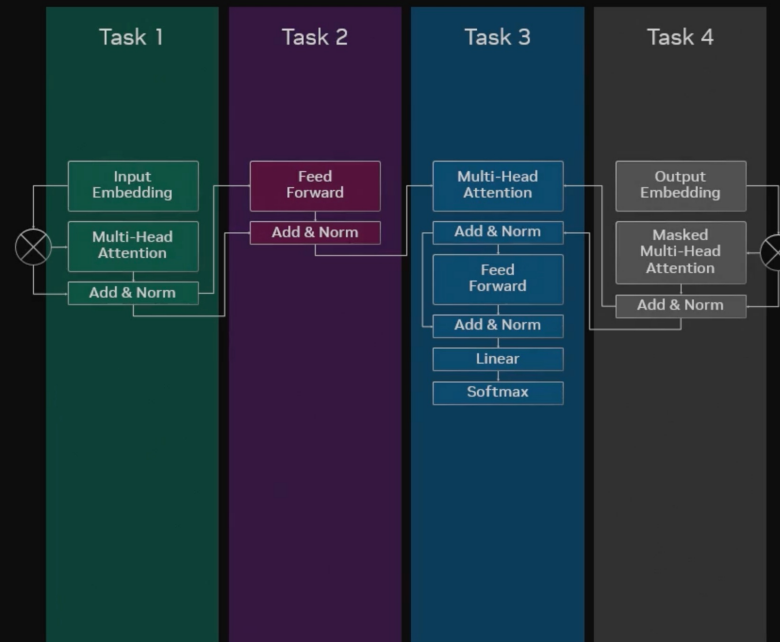 Task 1
Task 2
Task 3
Task 4
Input
Embedding
Multi-Head
Attention
Add & Norm
Feed
Forward
Add & Norm
Multi-Head
Attention
Add & Norm
Feed
Forward
Add & Norm
Linear
Softmax
Output
Embedding
Masked
Multi-Head
Attention
Add & Norm